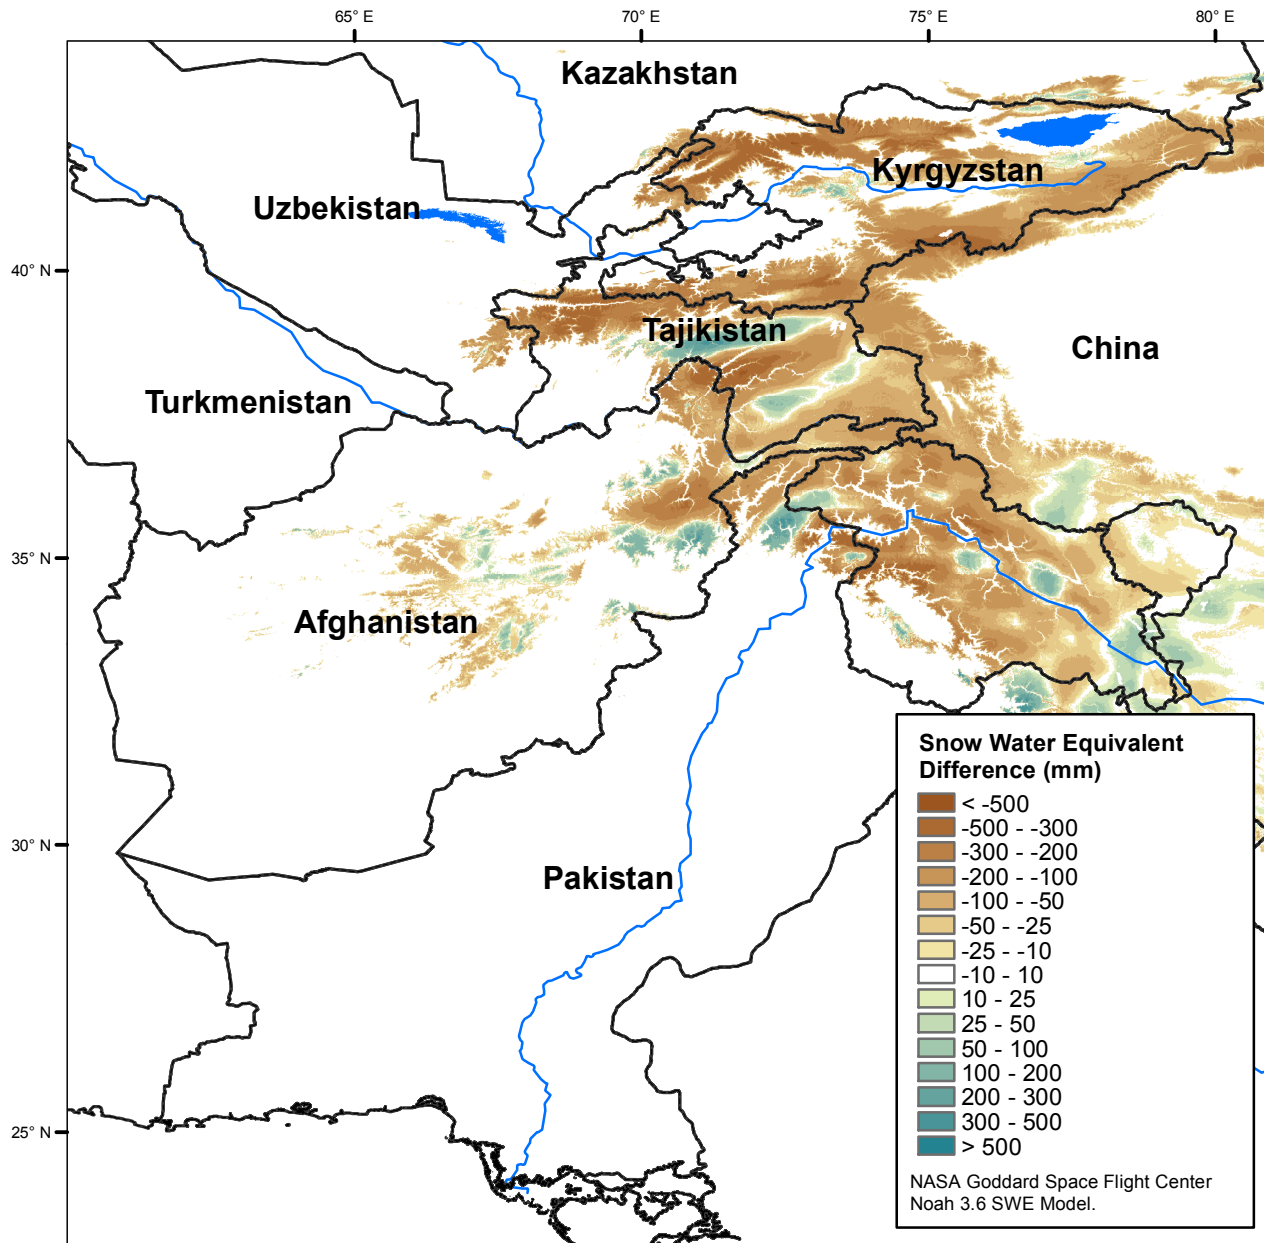 65° E
70° E
75° E
80° E
Kazakhstan
Kyrgyzstan
Uzbekistan
40° N
Tajikistan
China
Turkmenistan
35° N
Afghanistan
30° N
Pakistan
25° N
Snow Water Equivalent
Difference (mm)
< -500
-500 - -300
-300 - -200
-200 - -100
-100 - -50
-50 - -25
-25 - -10
-10 - 10
10 - 25
25 - 50
50 - 100
100 - 200
200 - 300
300 - 500
> 500
NASA Goddard Space Flight Center
Noah 3.6 SWE Model.